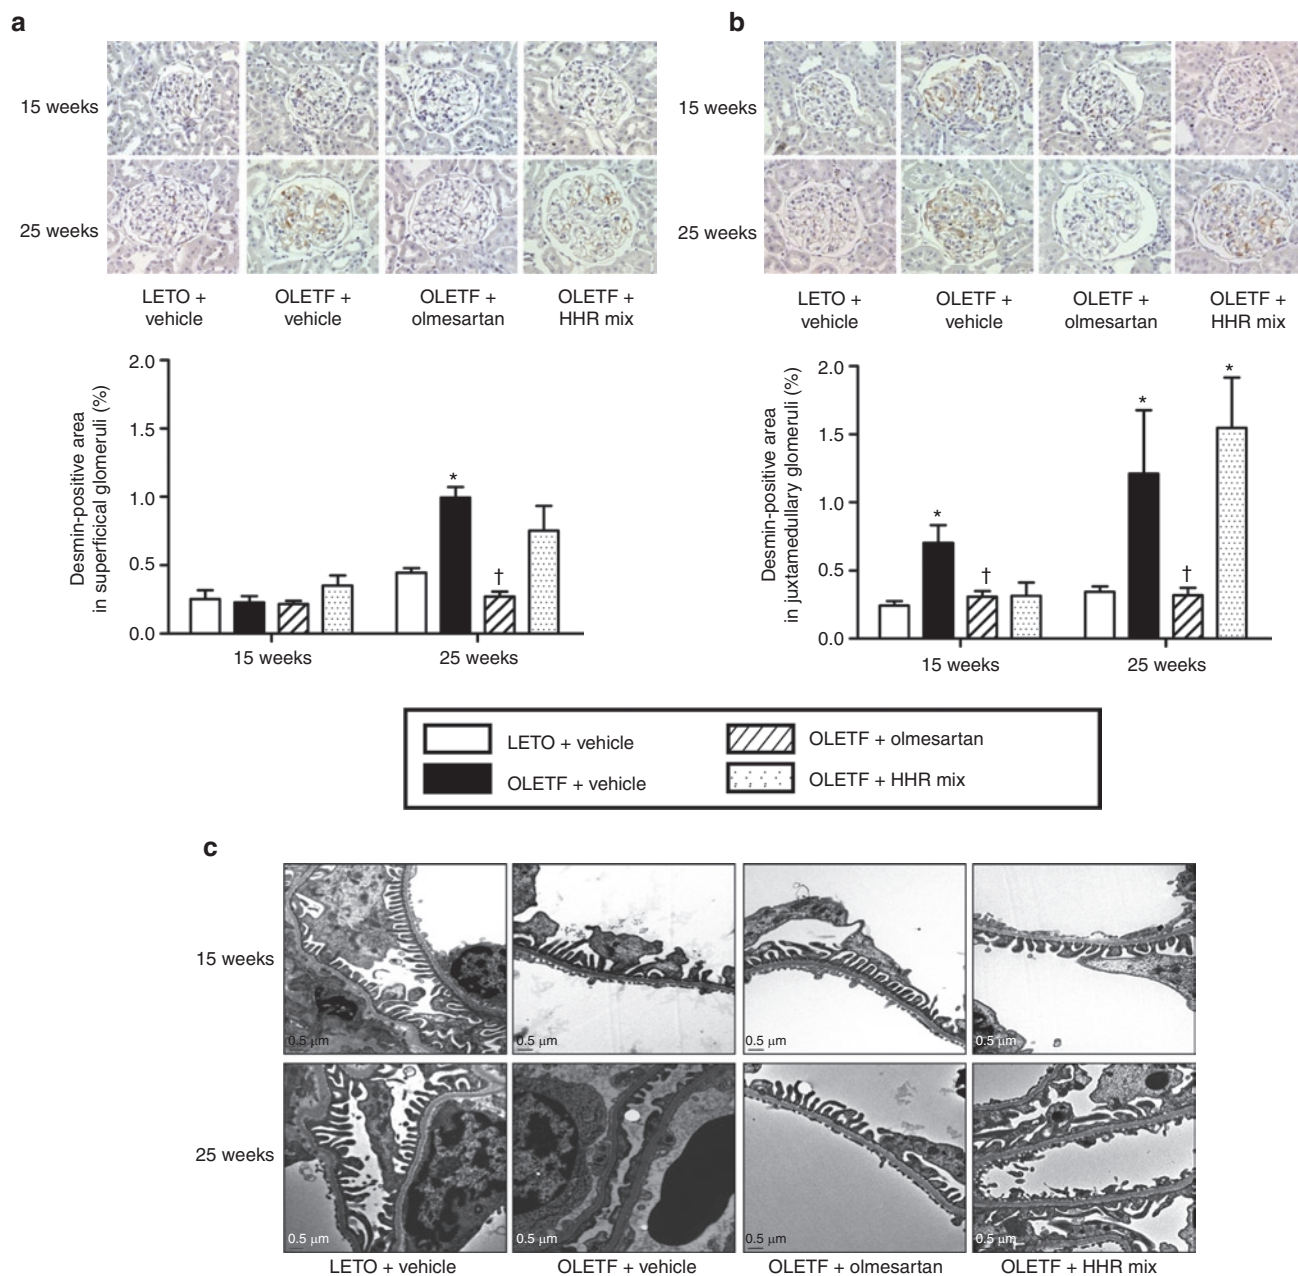 a
15 weeks
25 weeks
LETO +
vehicle
OLETF +
vehicle
OLETF +
olmesartan
OLETF +
HHR mix
Desmin-positive area
in superficical glomeruli (%)
2.0
1.5
1.0
0.5
0.0
*
†
15 weeks
25 weeks
b
15 weeks
25 weeks
LETO +
vehicle
OLETF +
vehicle
OLETF +
olmesartan
OLETF +
HHR mix
Desmin-positive area
in juxtamedullary glomeruli (%)
2.0
1.5
1.0
0.5
0.0
*
†
*
†
*
15 weeks
25 weeks
LETO + vehicle
OLETF + vehicle
OLETF + olmesartan
OLETF + HHR mix
c
15 weeks
0.5 µm
0.5 µm
0.5 µm
0.5 µm
25 weeks
0.5 µm
0.5 µm
0.5 µm
0.5 µm
LETO + vehicle
OLETF + vehicle
OLETF + olmesartan
OLETF + HHR mix